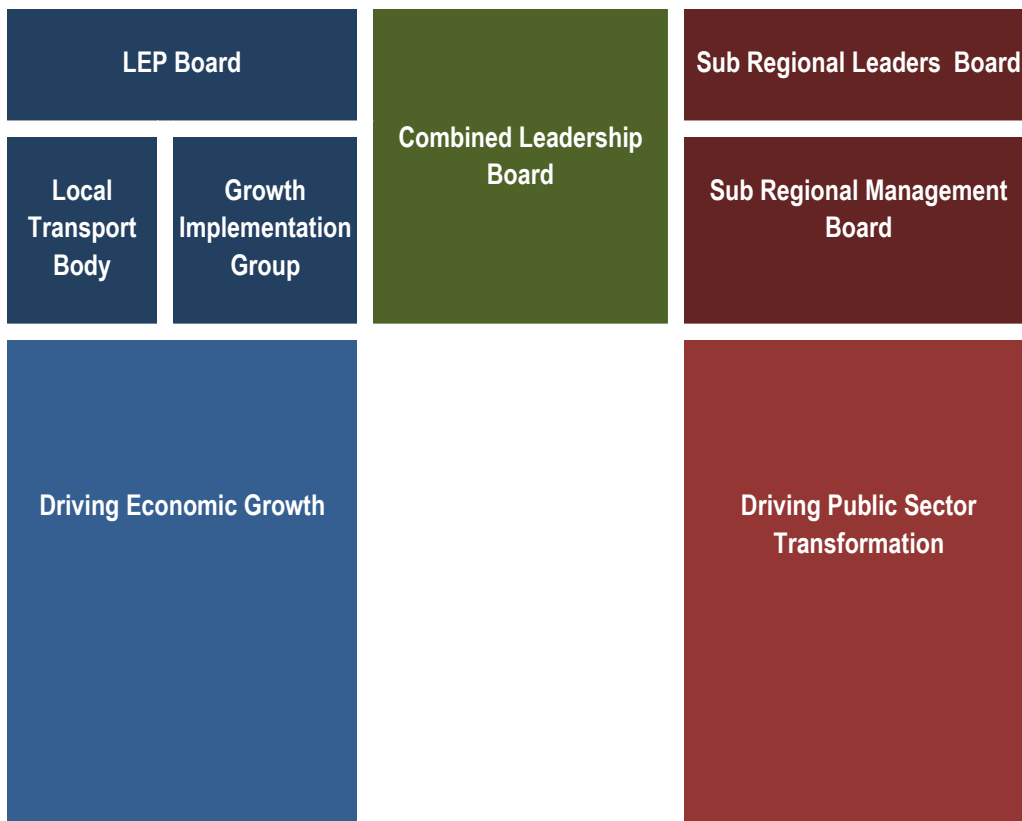 LEP Board
Local
Transport
Body
Growth
Implementation
Group
Combined Leadership
Board
Sub Regional Leaders  Board
Sub Regional Management
Board
Driving Economic Growth
Driving Public Sector
Transformation